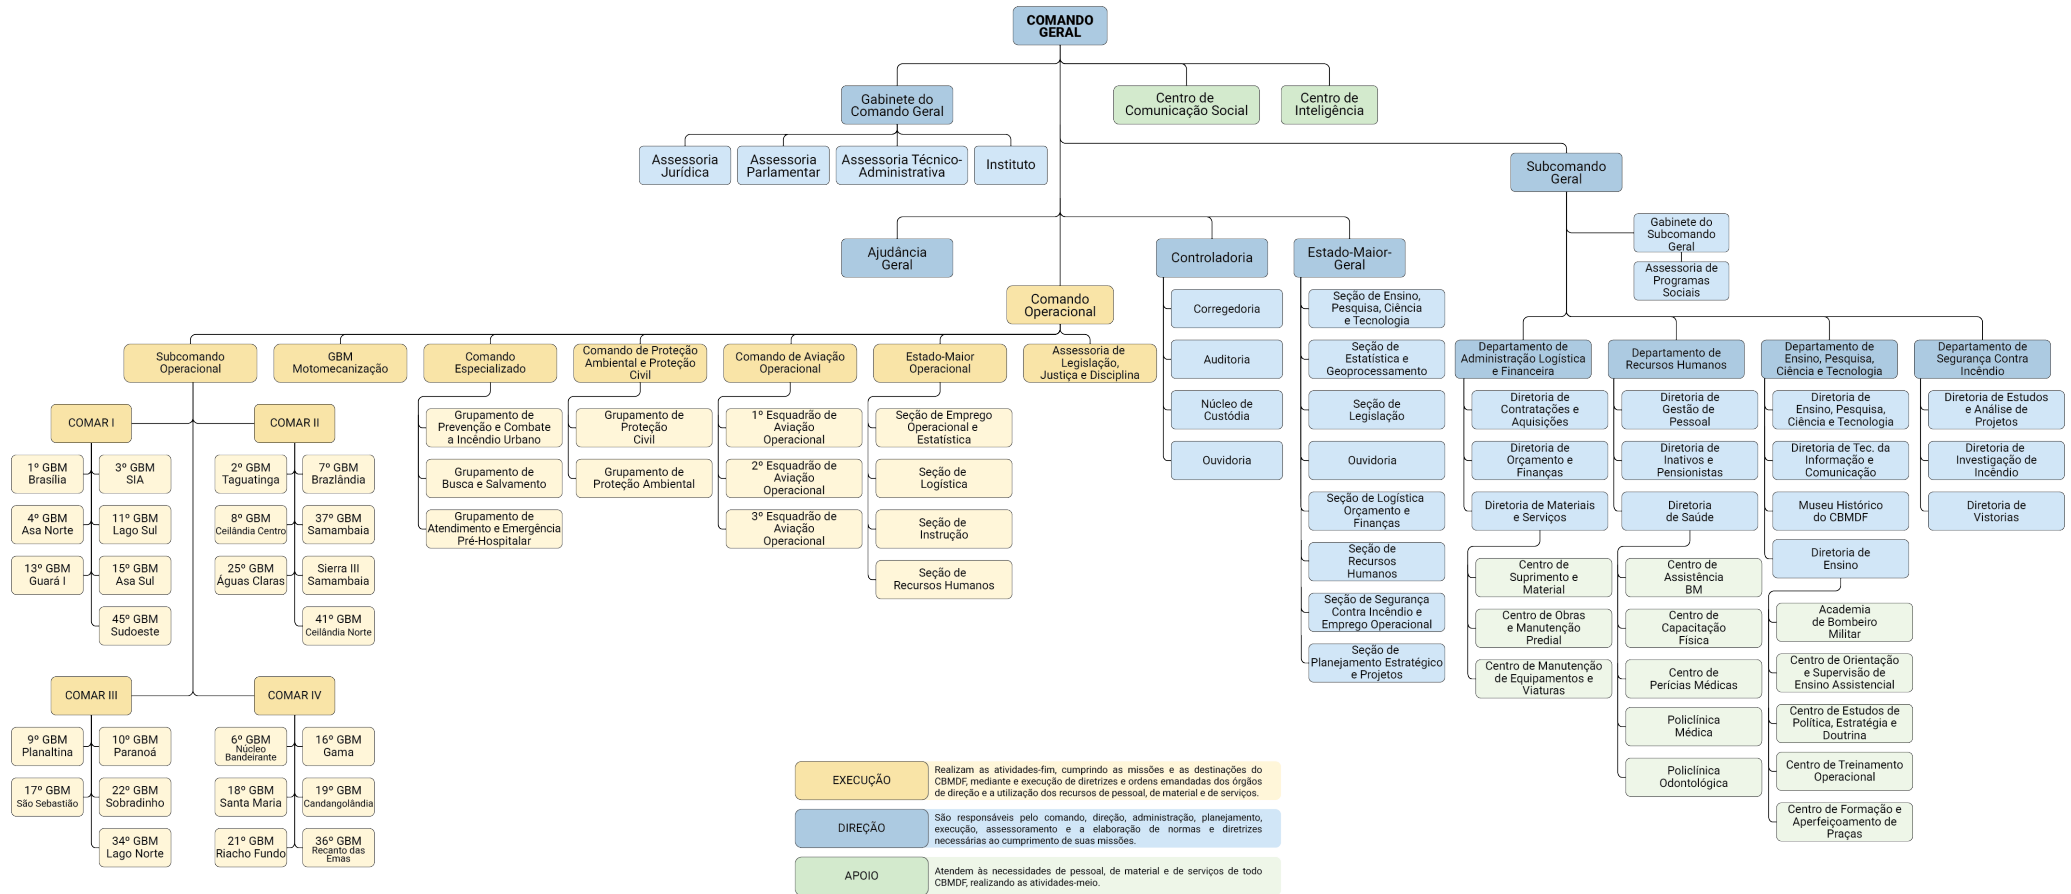 COMANDO
GERAL
Gabinete do
Comando Geral
Centro de
Comunicação Social
Centro de
Inteligência
Assessoria
Jurídica
Assessoria
Parlamentar
Assessoria Técnico-
Administrativa
Instituto
Subcomando
Geral
Gabinete do
Subcomando
Geral
Assessoria de
Programas
Sociais
Ajudância
Geral
Controladoria
Estado-Maior-
Geral
Corregedoria
Auditoria
Núcleo de
Custódia
Ouvidoria
Seção de Ensino,
Pesquisa, Ciência
e Tecnologia
Seção de
Estatística e
Geoprocessamento
Seção de
Legislação
Ouvidoria
Seção de Logística
Orçamento e
Finanças
Seção de
Recursos
Humanos
Seção de Segurança
Contra Incêndio e
Emprego Operacional
Seção de
Planejamento Estratégico
e Projetos
Comando
Operacional
Subcomando
Operacional
GBM
Motomecanização
Comando
Especializado
Comando de Proteção
Ambiental e Proteção
Civil
Comando de Aviação
Operacional
Estado-Maior
Operacional
Assessoria de
Legislação,
Justiça e Disciplina
COMAR I
1º GBM
Brasília
3º GBM
SIA
4º GBM
Asa Norte
11º GBM
Lago Sul
13º GBM
Guará I
15º GBM
Asa Sul
45º GBM
Sudoeste
COMAR II
2º GBM
Taguatinga
7º GBM
Brazlândia
8º GBM
Ceilândia Centro
37º GBM
Samambaia
25º GBM
Águas Claras
Sierra III
Samambaia
41º GBM
Ceilândia Norte
COMAR III
9º GBM
Planaltina
10º GBM
Paranoá
17º GBM
São Sebastião
22º GBM
Sobradinho
34º GBM
Lago Norte
COMAR IV
6º GBM
Núcleo
Bandeirante
16º GBM
Gama
18º GBM
Santa Maria
19º GBM
Candangolândia
21º GBM
Riacho Fundo
36º GBM
Recanto das
Emas
Grupamento de
Prevenção e Combate
a Incêndio Urbano
Grupamento de
Busca e Salvamento
Grupamento de
Atendimento e Emergência
Pré-Hospitalar
Grupamento de
Proteção
Civil
Grupamento de
Proteção Ambiental
1º Esquadrão de
Aviação
Operacional
2º Esquadrão de
Aviação
Operacional
3º Esquadrão de
Aviação
Operacional
Seção de Emprego
Operacional e
Estatística
Seção de
Logística
Seção de
Instrução
Seção de
Recursos Humanos
Departamento de
Administração Logística
e Financeira
Diretoria de
Contratações e
Aquisições
Diretoria de
Orçamento e
Finanças
Diretoria de Materiais
e Serviços
Centro de
Suprimento e
Material
Centro de Obras
e Manutenção
Predial
Centro de Manutenção
de Equipamentos e
Viaturas
Departamento de
Recursos Humanos
Diretoria de
Gestão de
Pessoal
Diretoria de
Inativos e
Pensionistas
Diretoria
de Saúde
Centro de
Assistência
BM
Centro de
Capacitação
Física
Centro de
Perícias Médicas
Policlínica
Médica
Policlínica
Odontológica
Departamento de
Ensino, Pesquisa,
Ciência e Tecnologia
Diretoria de
Ensino, Pesquisa,
Ciência e Tecnologia
Diretoria de Tec. da
Informação e
Comunicação
Museu Histórico
do CBMDF
Diretoria de
Ensino
Academia
de Bombeiro
Militar
Centro de Orientação
e Supervisão de
Ensino Assistencial
Centro de Estudos de
Política, Estratégia e
Doutrina
Centro de Treinamento
Operacional
Centro de Formação e
Aperfeiçoamento de
Praças
Departamento de
Segurança Contra
Incêndio
Diretoria de Estudos
e Análise de
Projetos
Diretoria de
Investigação de
Incêndio
Diretoria de
Vistorias
EXECUÇÃO
Realizam as atividades-fim, cumprindo as missões e as destinações do
CBMDF, mediante e execução de diretrizes e ordens emandadas dos órgãos
de direção e a utilização dos recursos de pessoal, de material e de serviços.
DIREÇÃO
São responsáveis pelo comando, direção, administração, planejamento,
execução, assessoramento e a elaboração de normas e diretrizes
necessárias ao cumprimento de suas missões.
APOIO
Atendem às necessidades de pessoal, de material e de serviços de todo
CBMDF, realizando as atividades-meio.